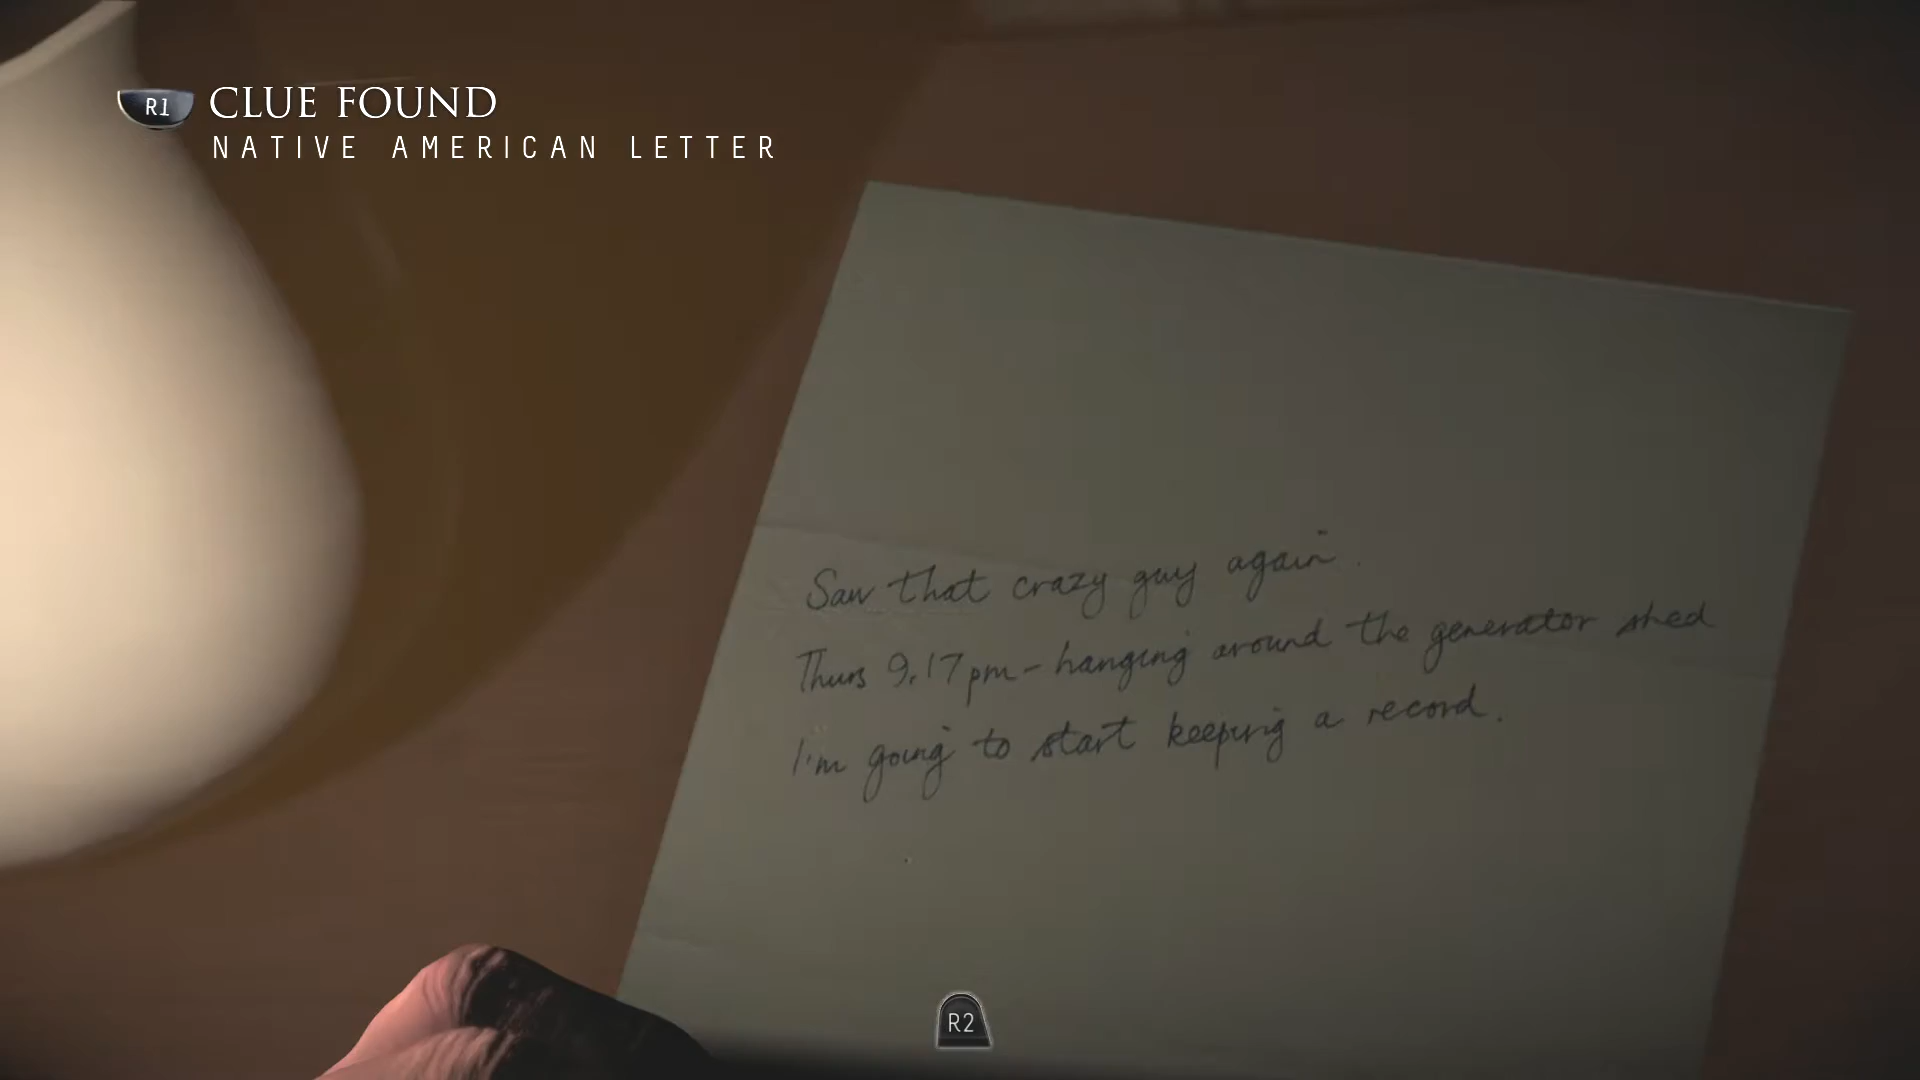 R1 CLUE FOUND
NATIVE AMERICAN LETTER
Saw that crazy guy again.
Thurs 9.17pm - hanging around the generator shed
I'm going to start keeping a record.
R2